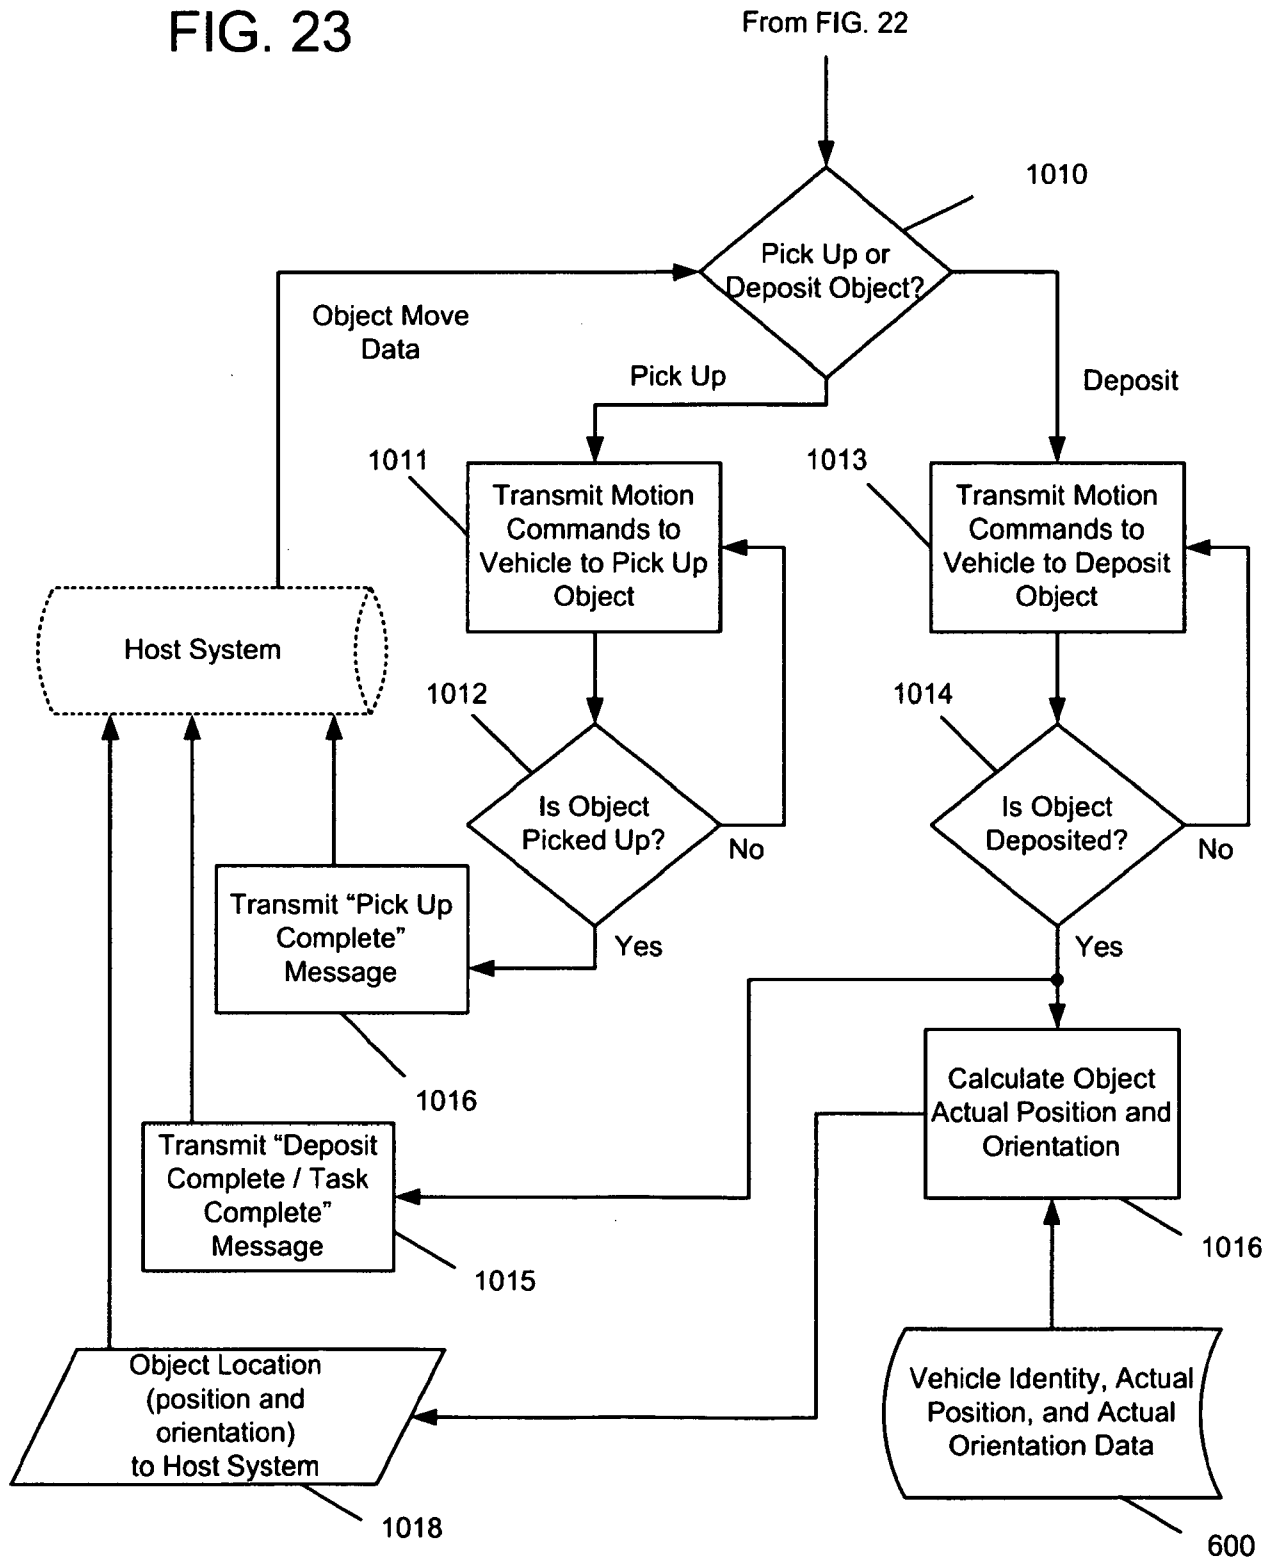 FIG. 23
From FIG. 22
1010
Pick Up or
Deposit Object?
Object Move
Data
Pick Up
Deposit
1011
Transmit Motion
Commands to
Vehicle to Pick Up
Object
1013
Transmit Motion
Commands to
Vehicle to Deposit
Object
Host System
1012
Is Object
Picked Up?
No
Yes
1014
Is Object
Deposited?
No
Yes
Transmit “Pick Up
Complete”
Message
1016
Calculate Object
Actual Position and
Orientation
1016
Transmit “Deposit
Complete / Task
Complete”
Message
1015
Object Location
(position and
orientation)
to Host System
1018
Vehicle Identity, Actual
Position, and Actual
Orientation Data
600